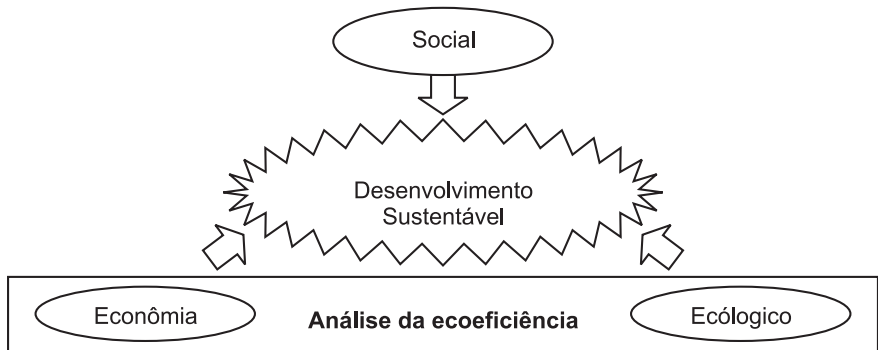 Social
Desenvolvimento
Sustentável
Econômia
Análise da ecoeficiência
Ecólogico